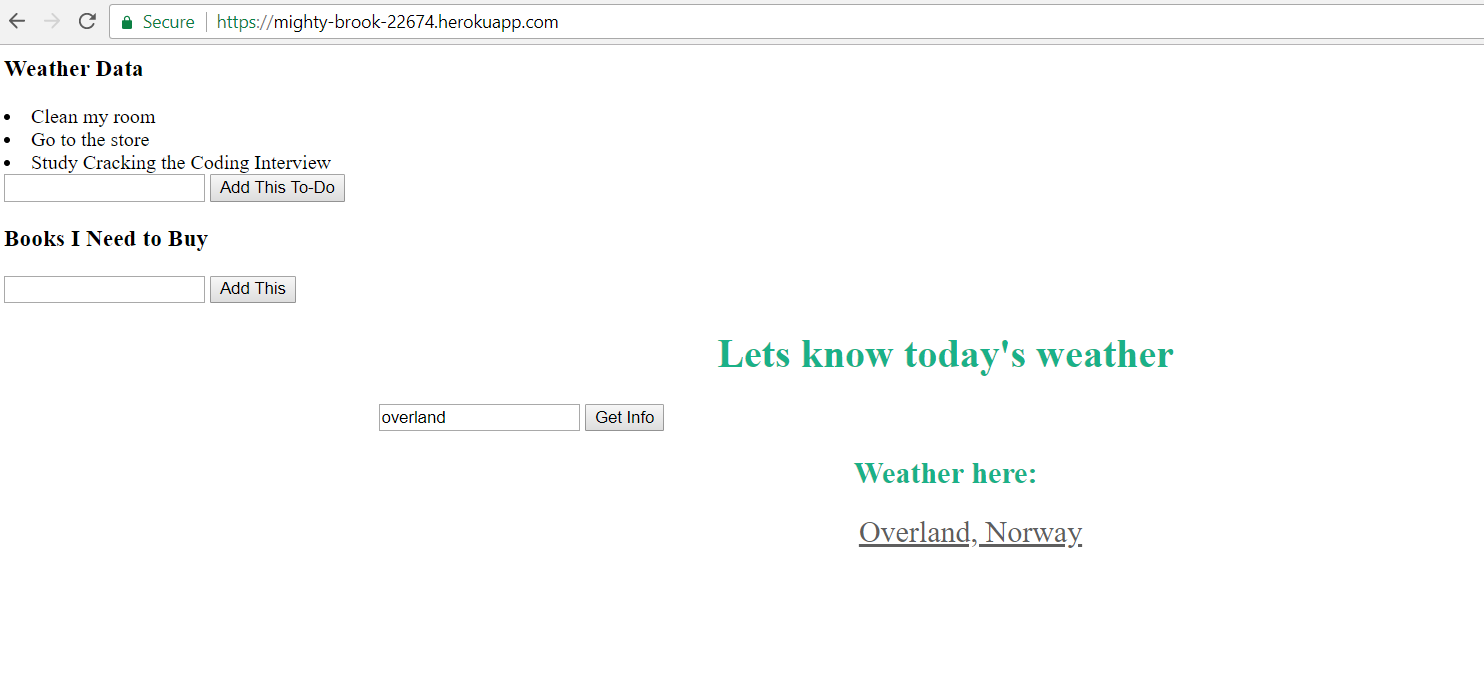 Secure https://mighty-brook-22674.herokuapp.com
Weather Data
Clean my room
Go to the store
Study Cracking the Coding Interview
Add This To-Do
Books I Need to Buy
Add This
Lets know today's weather
overland Get Info
Weather here:
Overland, Norway